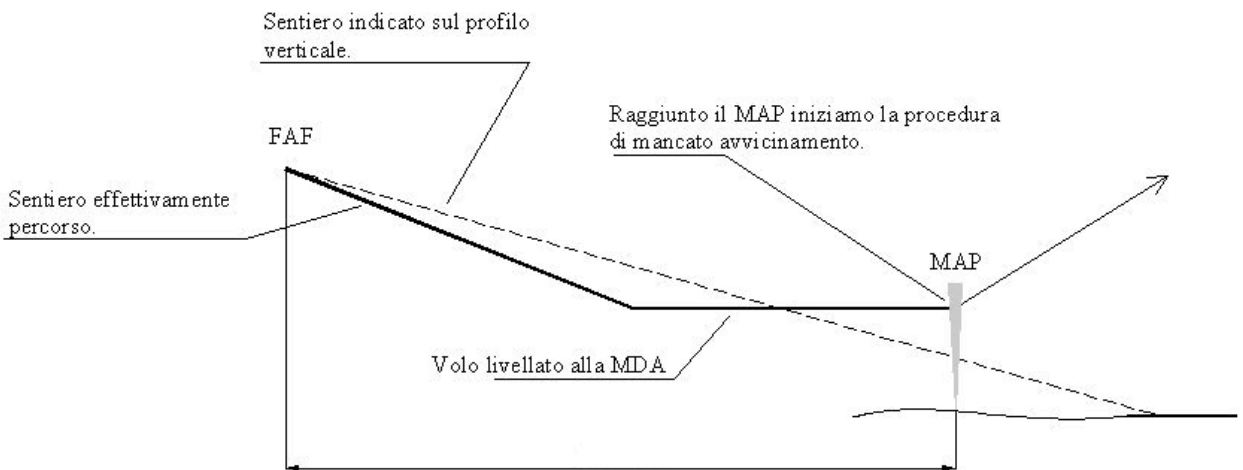 Sentiero indicato sul profilo
verticale.
Raggiunto il MAP iniziamo la procedura
di mancato avvicinamento.
FAF
Sentiero effettivamente
percorso.
MAP
Volo livellato alla MDA